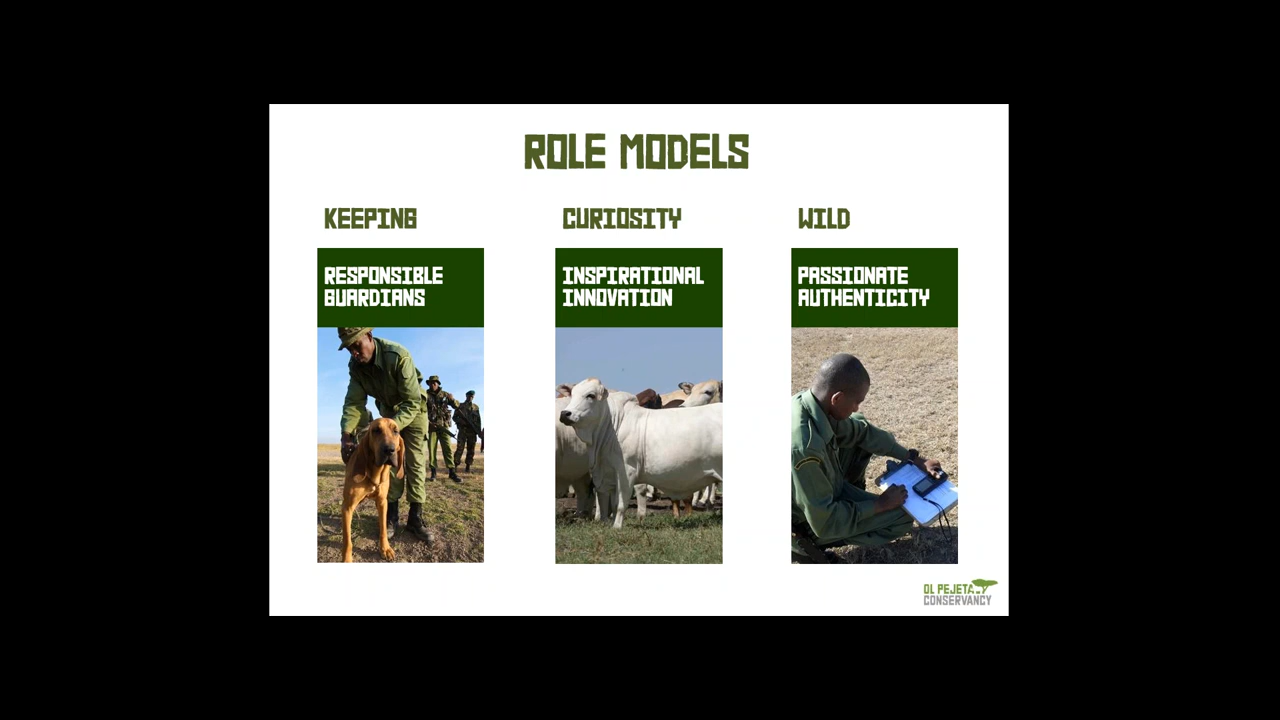 ROLE MODELS
KEEPING
CURIOSITY
WILD
RESPONSIBLE
GUARDIANS
INSPIRATIONAL
INNOVATION
PASSIONATE
AUTHENTICITY
OL PEJETA
CONSERVANCY